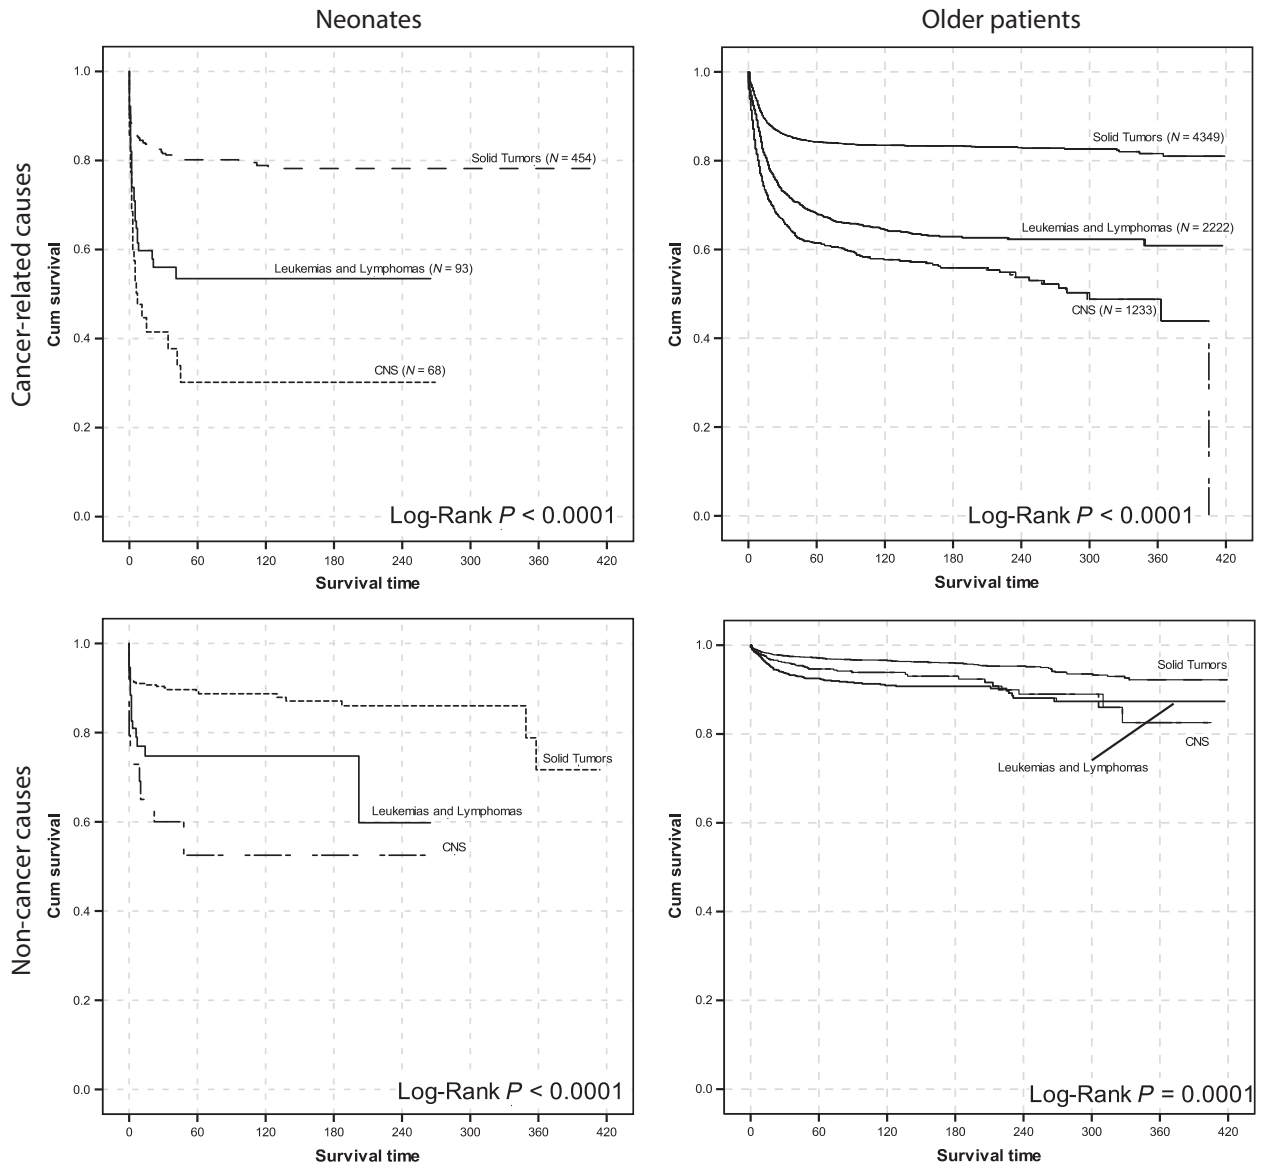 Neonates
Older patients
Cancer-related causes
Cum survival
1.0
0.8
0.6
0.4
0.2
0.0
Solid Tumors (N = 454)
Leukemias and Lymphomas (N = 93)
CNS (N = 68)
Log-Rank P < 0.0001
0 60 120 180 240 300 360 420
Survival time
Cum survival
1.0
0.8
0.6
0.4
0.2
0.0
Solid Tumors (N = 4349)
Leukemias and Lymphomas (N = 2222)
CNS (N = 1233)
Log-Rank P < 0.0001
0 60 120 180 240 300 360 420
Survival time
Non-cancer causes
Cum survival
1.0
0.8
0.6
0.4
0.2
0.0
Solid Tumors
Leukemias and Lymphomas
CNS
Log-Rank P < 0.0001
0 60 120 180 240 300 360 420
Survival time
Cum survival
1.0
0.8
0.6
0.4
0.2
0.0
Solid Tumors
CNS
Leukemias and Lymphomas
Log-Rank P = 0.0001
0 60 120 180 240 300 360 420
Survival time